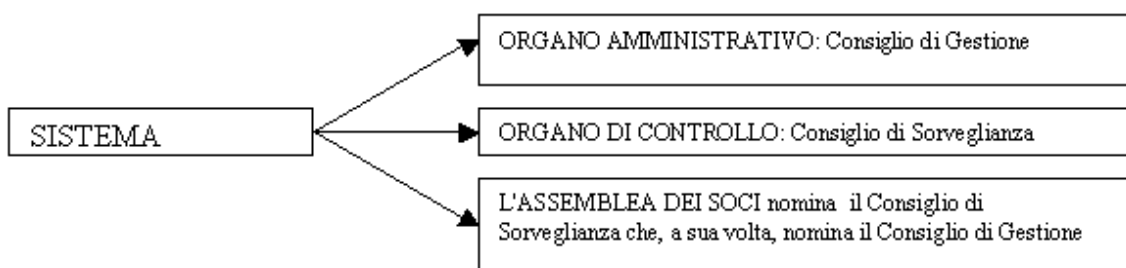 ORGANO AMMINISTRATIVO: Consiglio di Gestione
SISTEMA
ORGANO DI CONTROLLO: Consiglio di Sorveglianza
L'ASSEMBLEA DEI SOCI nomina il Consiglio di
Sorveglianza che, a sua volta, nomina il Consiglio di Gestione